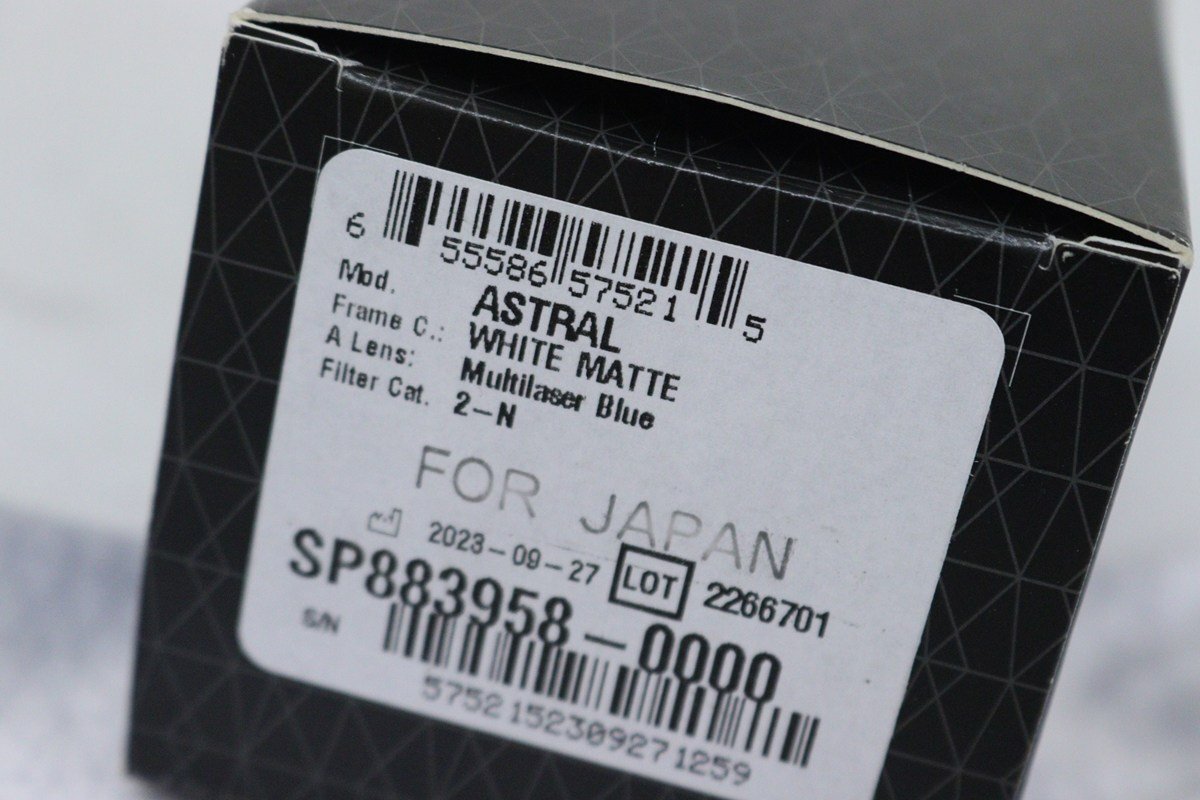 6 55586 57521 5
Mod. ASTRAL
Frame C.: WHITE MATTE
A Lens: Multilaser Blue
Filter Cat. 2-N
FOR JAPAN
2023-09-27 LOT 2266701
SP883958-0000
S/N
5752152309271259